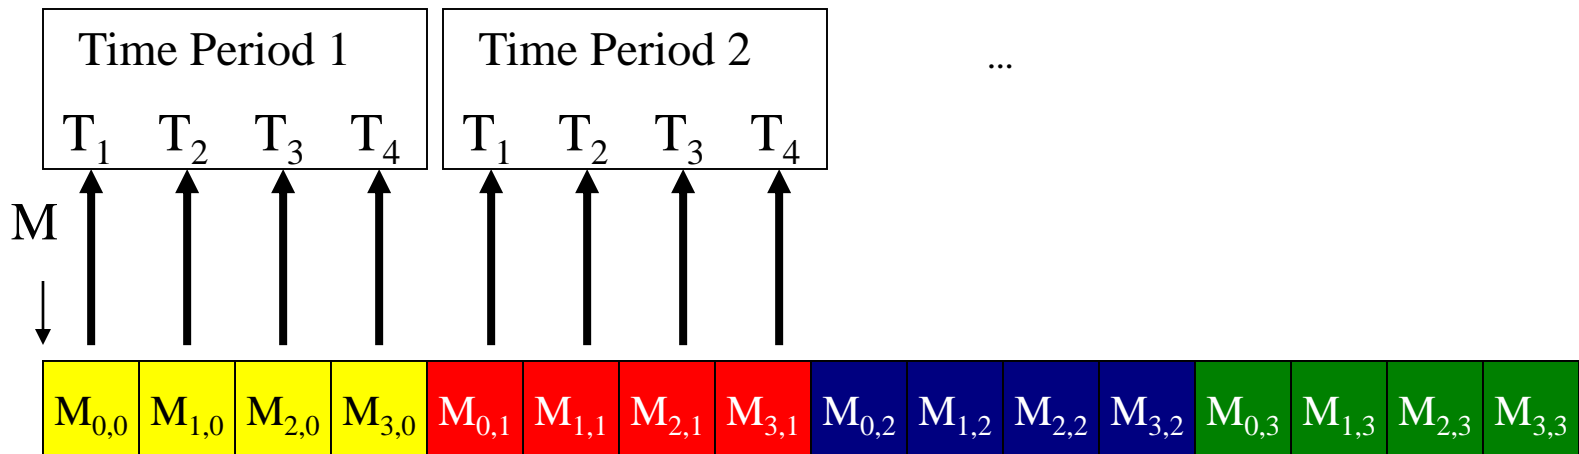 Time Period 1 Time Period 2 ...
T₁ T₂ T₃ T₄ T₁ T₂ T₃ T₄
M
M₀,₀ M₁,₀ M₂,₀ M₃,₀ M₀,₁ M₁,₁ M₂,₁ M₃,₁ M₀,₂ M₁,₂ M₂,₂ M₃,₂ M₀,₃ M₁,₃ M₂,₃ M₃,₃